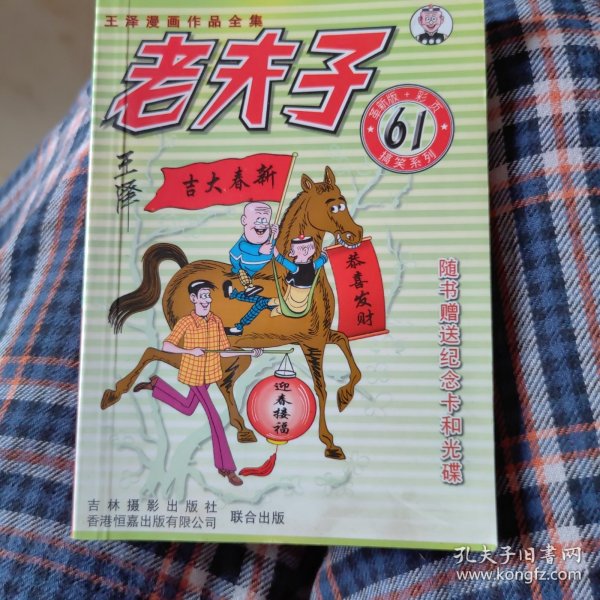 王泽漫画作品全集
老夫子
革新版+彩页
61
搞笑系列
王泽
吉大春新
恭喜发财
迎春接福
随书赠送纪念卡和光碟
吉林摄影出版社
香港恒嘉出版有限公司
联合出版
孔夫子旧书网
www.kongfz.com